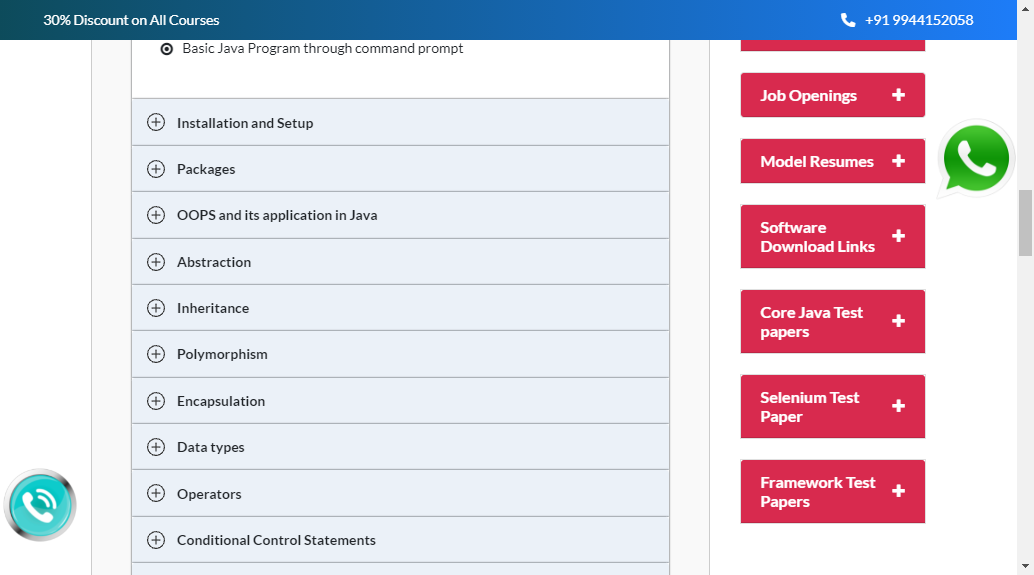 30% Discount on All Courses
+91 9944152058
Basic Java Program through command prompt
Installation and Setup
Packages
OOPS and its application in Java
Abstraction
Inheritance
Polymorphism
Encapsulation
Data types
Operators
Conditional Control Statements
Job Openings
Model Resumes
Software
Download Links
Core Java Test
papers
Selenium Test
Paper
Framework Test
Papers